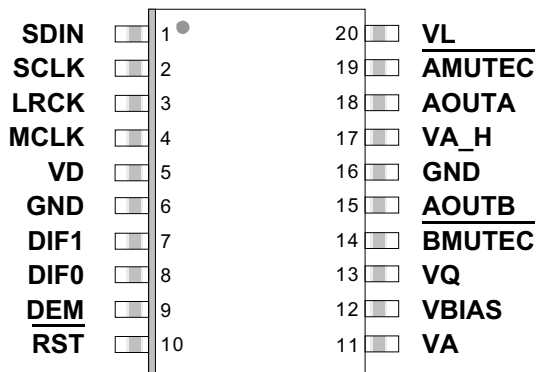 SDIN 1 20 VL
SCLK 2 19 AMUTEC
LRCK 3 18 AOUTA
MCLK 4 17 VA_H
VD 5 16 GND
GND 6 15 AOUTB
DIF1 7 14 BMUTEC
DIF0 8 13 VQ
DEM 9 12 VBIAS
RST 10 11 VA